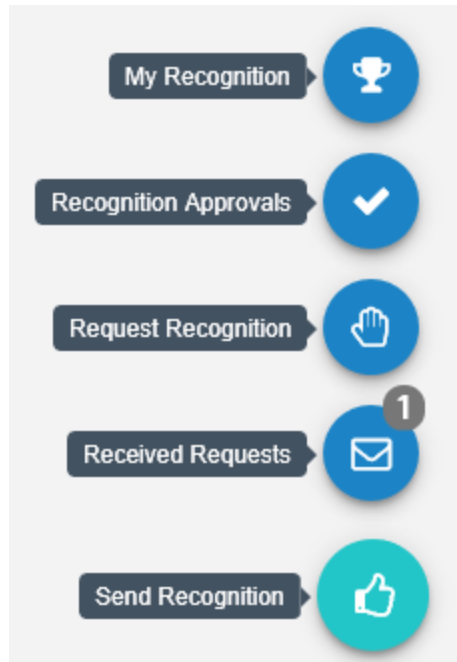 My Recognition
Recognition Approvals
Request Recognition
1
Received Requests
Send Recognition